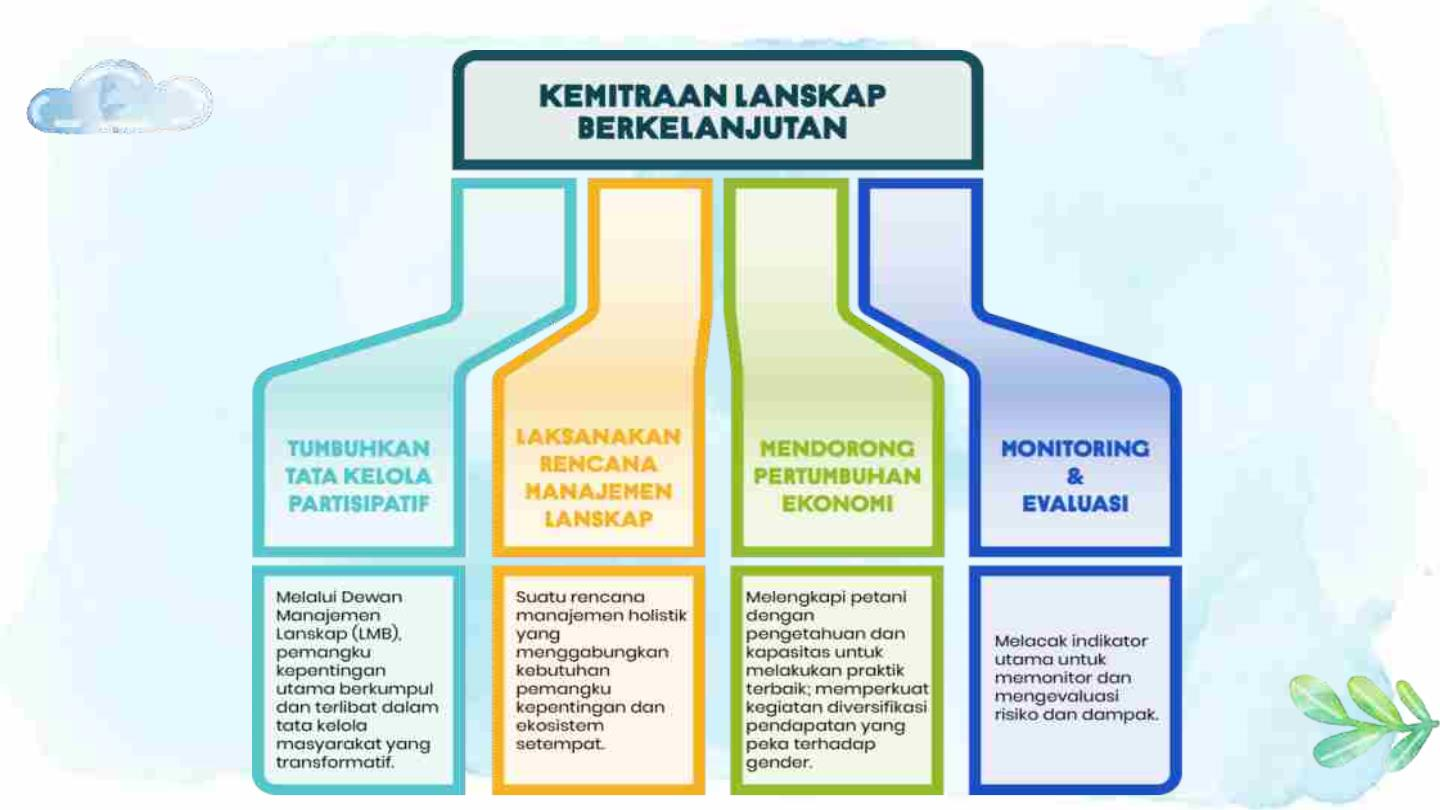 KEMITRAAN LANSKAP
BERKELANJUTAN
TUMBUHKAN
TATA KELOLA
PARTISIPATIF
LAKSANAKAN
RENCANA
MANAJEMEN
LANSKAP
MENDORONG
PERTUMBUHAN
EKONOMI
MONITORING
&
EVALUASI
Melalui Dewan
Manajemen
Lanskap (LMB),
pemangku
kepentingan
utama berkumpul
dan terlibat dalam
tata kelola
masyarakat yang
transformatif.
Suatu rencana
manajemen holistik
yang
menggabungkan
kebutuhan
pemangku
kepentingan dan
ekosistem
setempat.
Melengkapi petani
dengan
pengetahuan dan
kapasitas untuk
melakukan praktik
terbaik; memperkuat
kegiatan diversifikasi
pendapatan yang
peka terhadap
gender.
Melacak indikator
utama untuk
memonitor dan
mengevaluasi
risiko dan dampak.